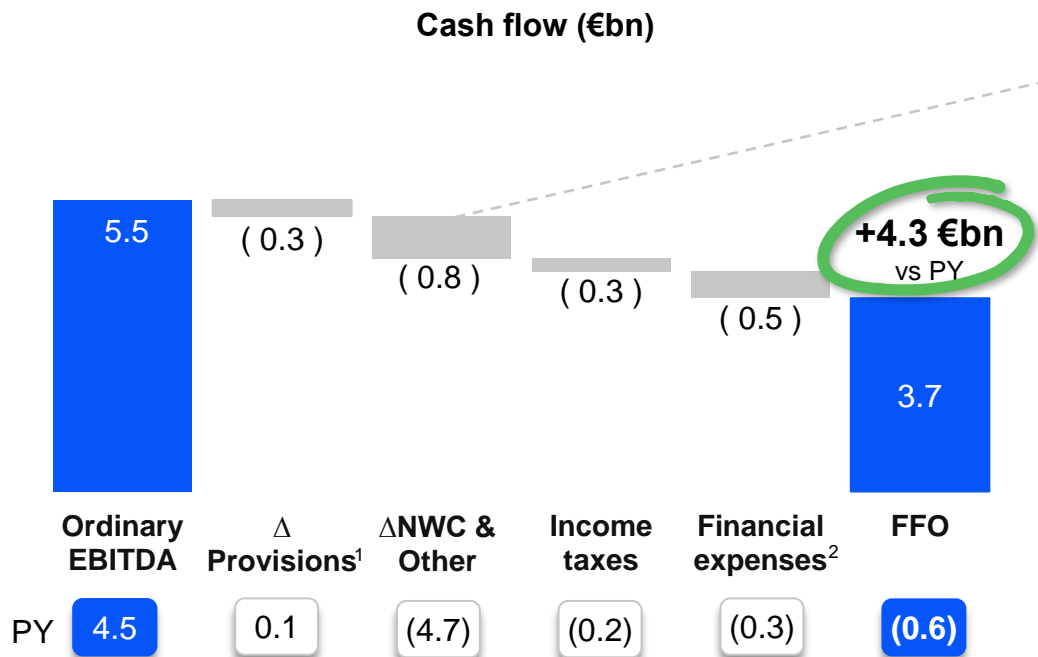 Cash flow (€bn)
5.5
( 0.3 )
( 0.8 )
( 0.3 )
( 0.5 )
+4.3 €bn
vs PY
3.7
Ordinary
EBITDA
Δ
Provisions¹
ΔNWC &
Other
Income
taxes
Financial
expenses²
FFO
PY 4.5 0.1 (4.7) (0.2) (0.3) (0.6)